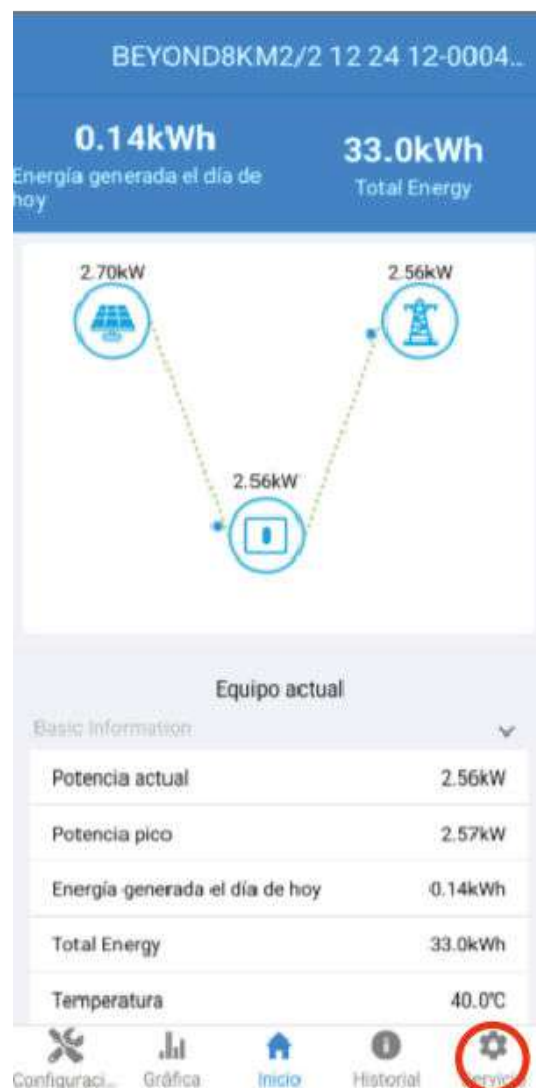 BEYOND8KM2/2 12 24 12-0004…
0.14kWh
Energía generada el día de
hoy
33.0kWh
Total Energy
2.70kW
2.56kW
2.56kW
Equipo actual
Basic Information
Potencia actual 2.56kW
Potencia pico 2.57kW
Energía generada el día de hoy 0.14kWh
Total Energy 33.0kWh
Temperatura 40.0℃
Configuraci... Gráfica Inicio Historial Servicio